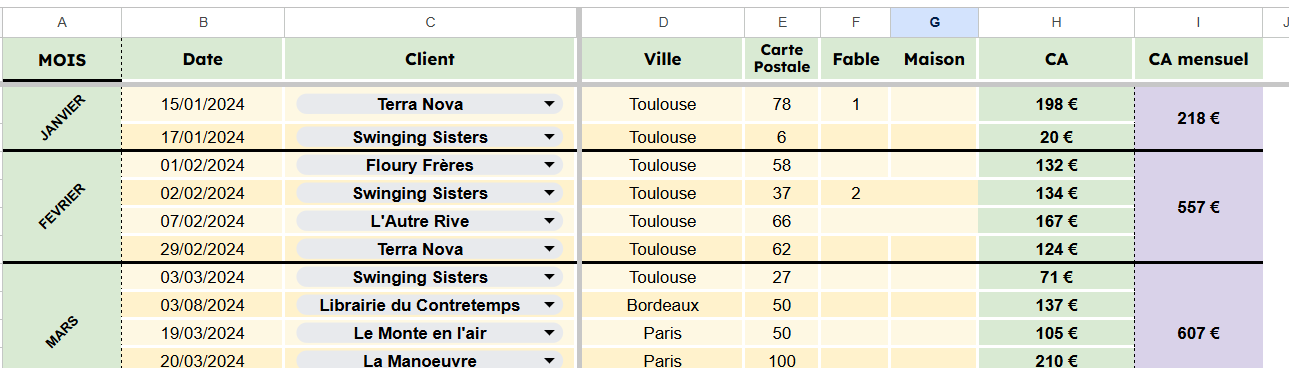 A B C D E F G H I J
MOIS Date Client Ville Carte Postale Fable Maison CA CA mensuel
JANVIER 15/01/2024 Terra Nova Toulouse 78 1 198 € 218 €
17/01/2024 Swinging Sisters Toulouse 6 20 €
FEVRIER 01/02/2024 Floury Frères Toulouse 58 132 € 557 €
02/02/2024 Swinging Sisters Toulouse 37 2 134 €
07/02/2024 L'Autre Rive Toulouse 66 167 €
29/02/2024 Terra Nova Toulouse 62 124 €
MARS 03/03/2024 Swinging Sisters Toulouse 27 71 € 607 €
03/08/2024 Librairie du Contretemps Bordeaux 50 137 €
19/03/2024 Le Monte en l'air Paris 50 105 €
20/03/2024 La Manoeuvre Paris 100 210 €